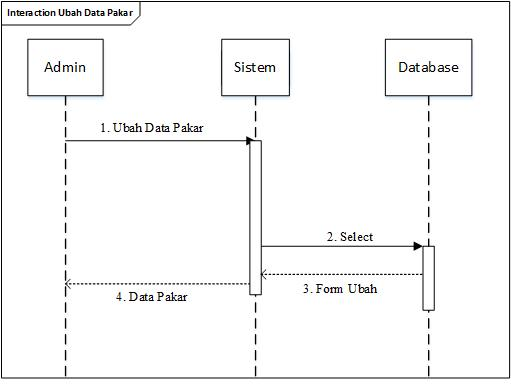 Interaction Ubah Data Pakar
Admin
Sistem
Database
1. Ubah Data Pakar
2. Select
3. Form Ubah
4. Data Pakar